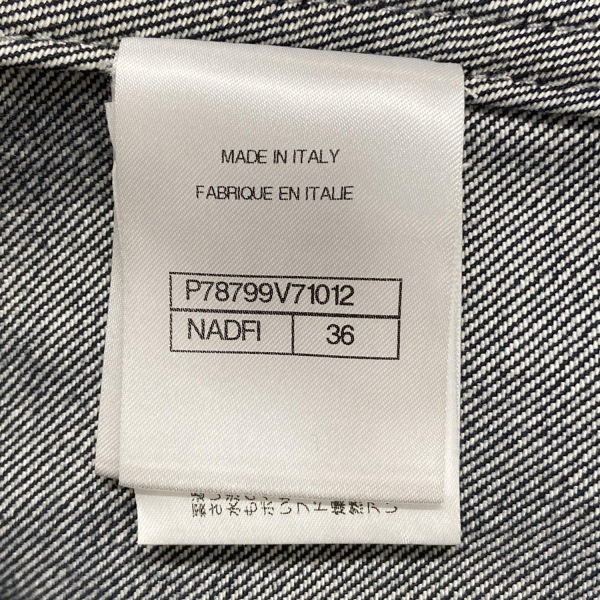 MADE IN ITALY
FABRIQUE EN ITALIE
P78799V71012
NADFI 36